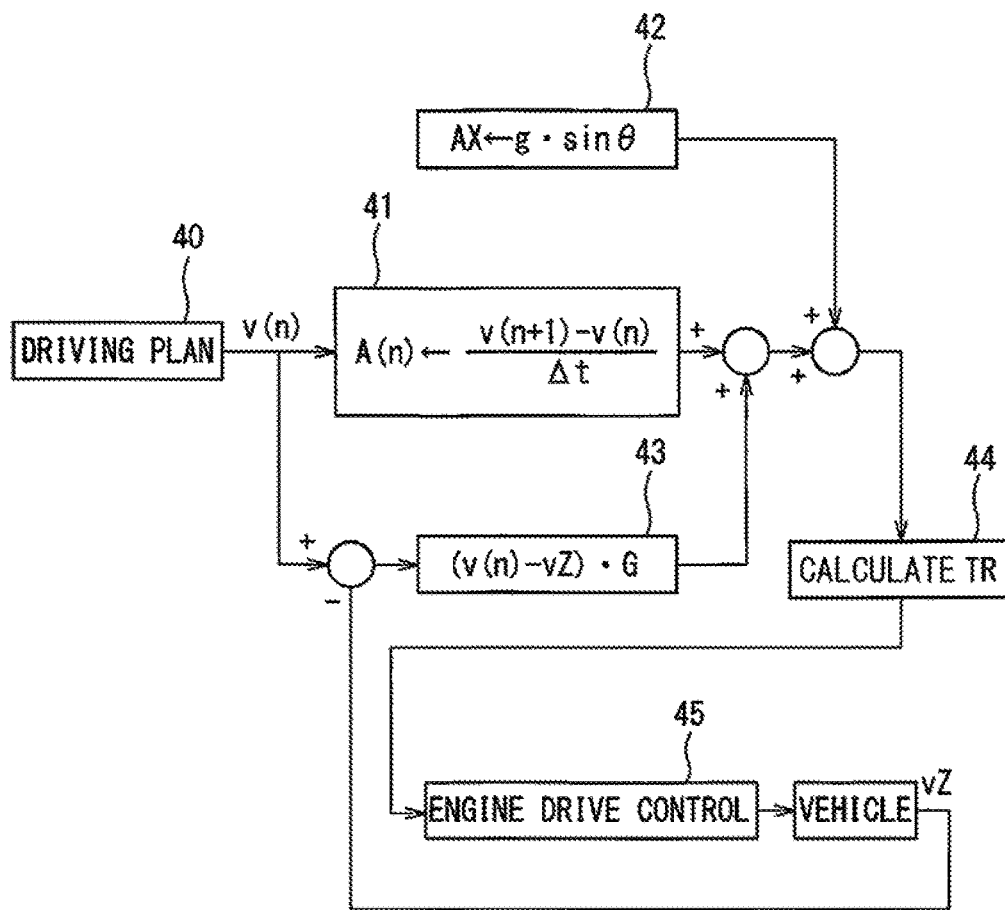 42
AX←g・sinθ
41
40
v(n)
DRIVING PLAN
A(n)← v(n+1)-v(n)
Δt
+
+
+
+
43
44
+
-
(v(n)-vZ)・G
CALCULATE TR
45
ENGINE DRIVE CONTROL
VEHICLE
vZ